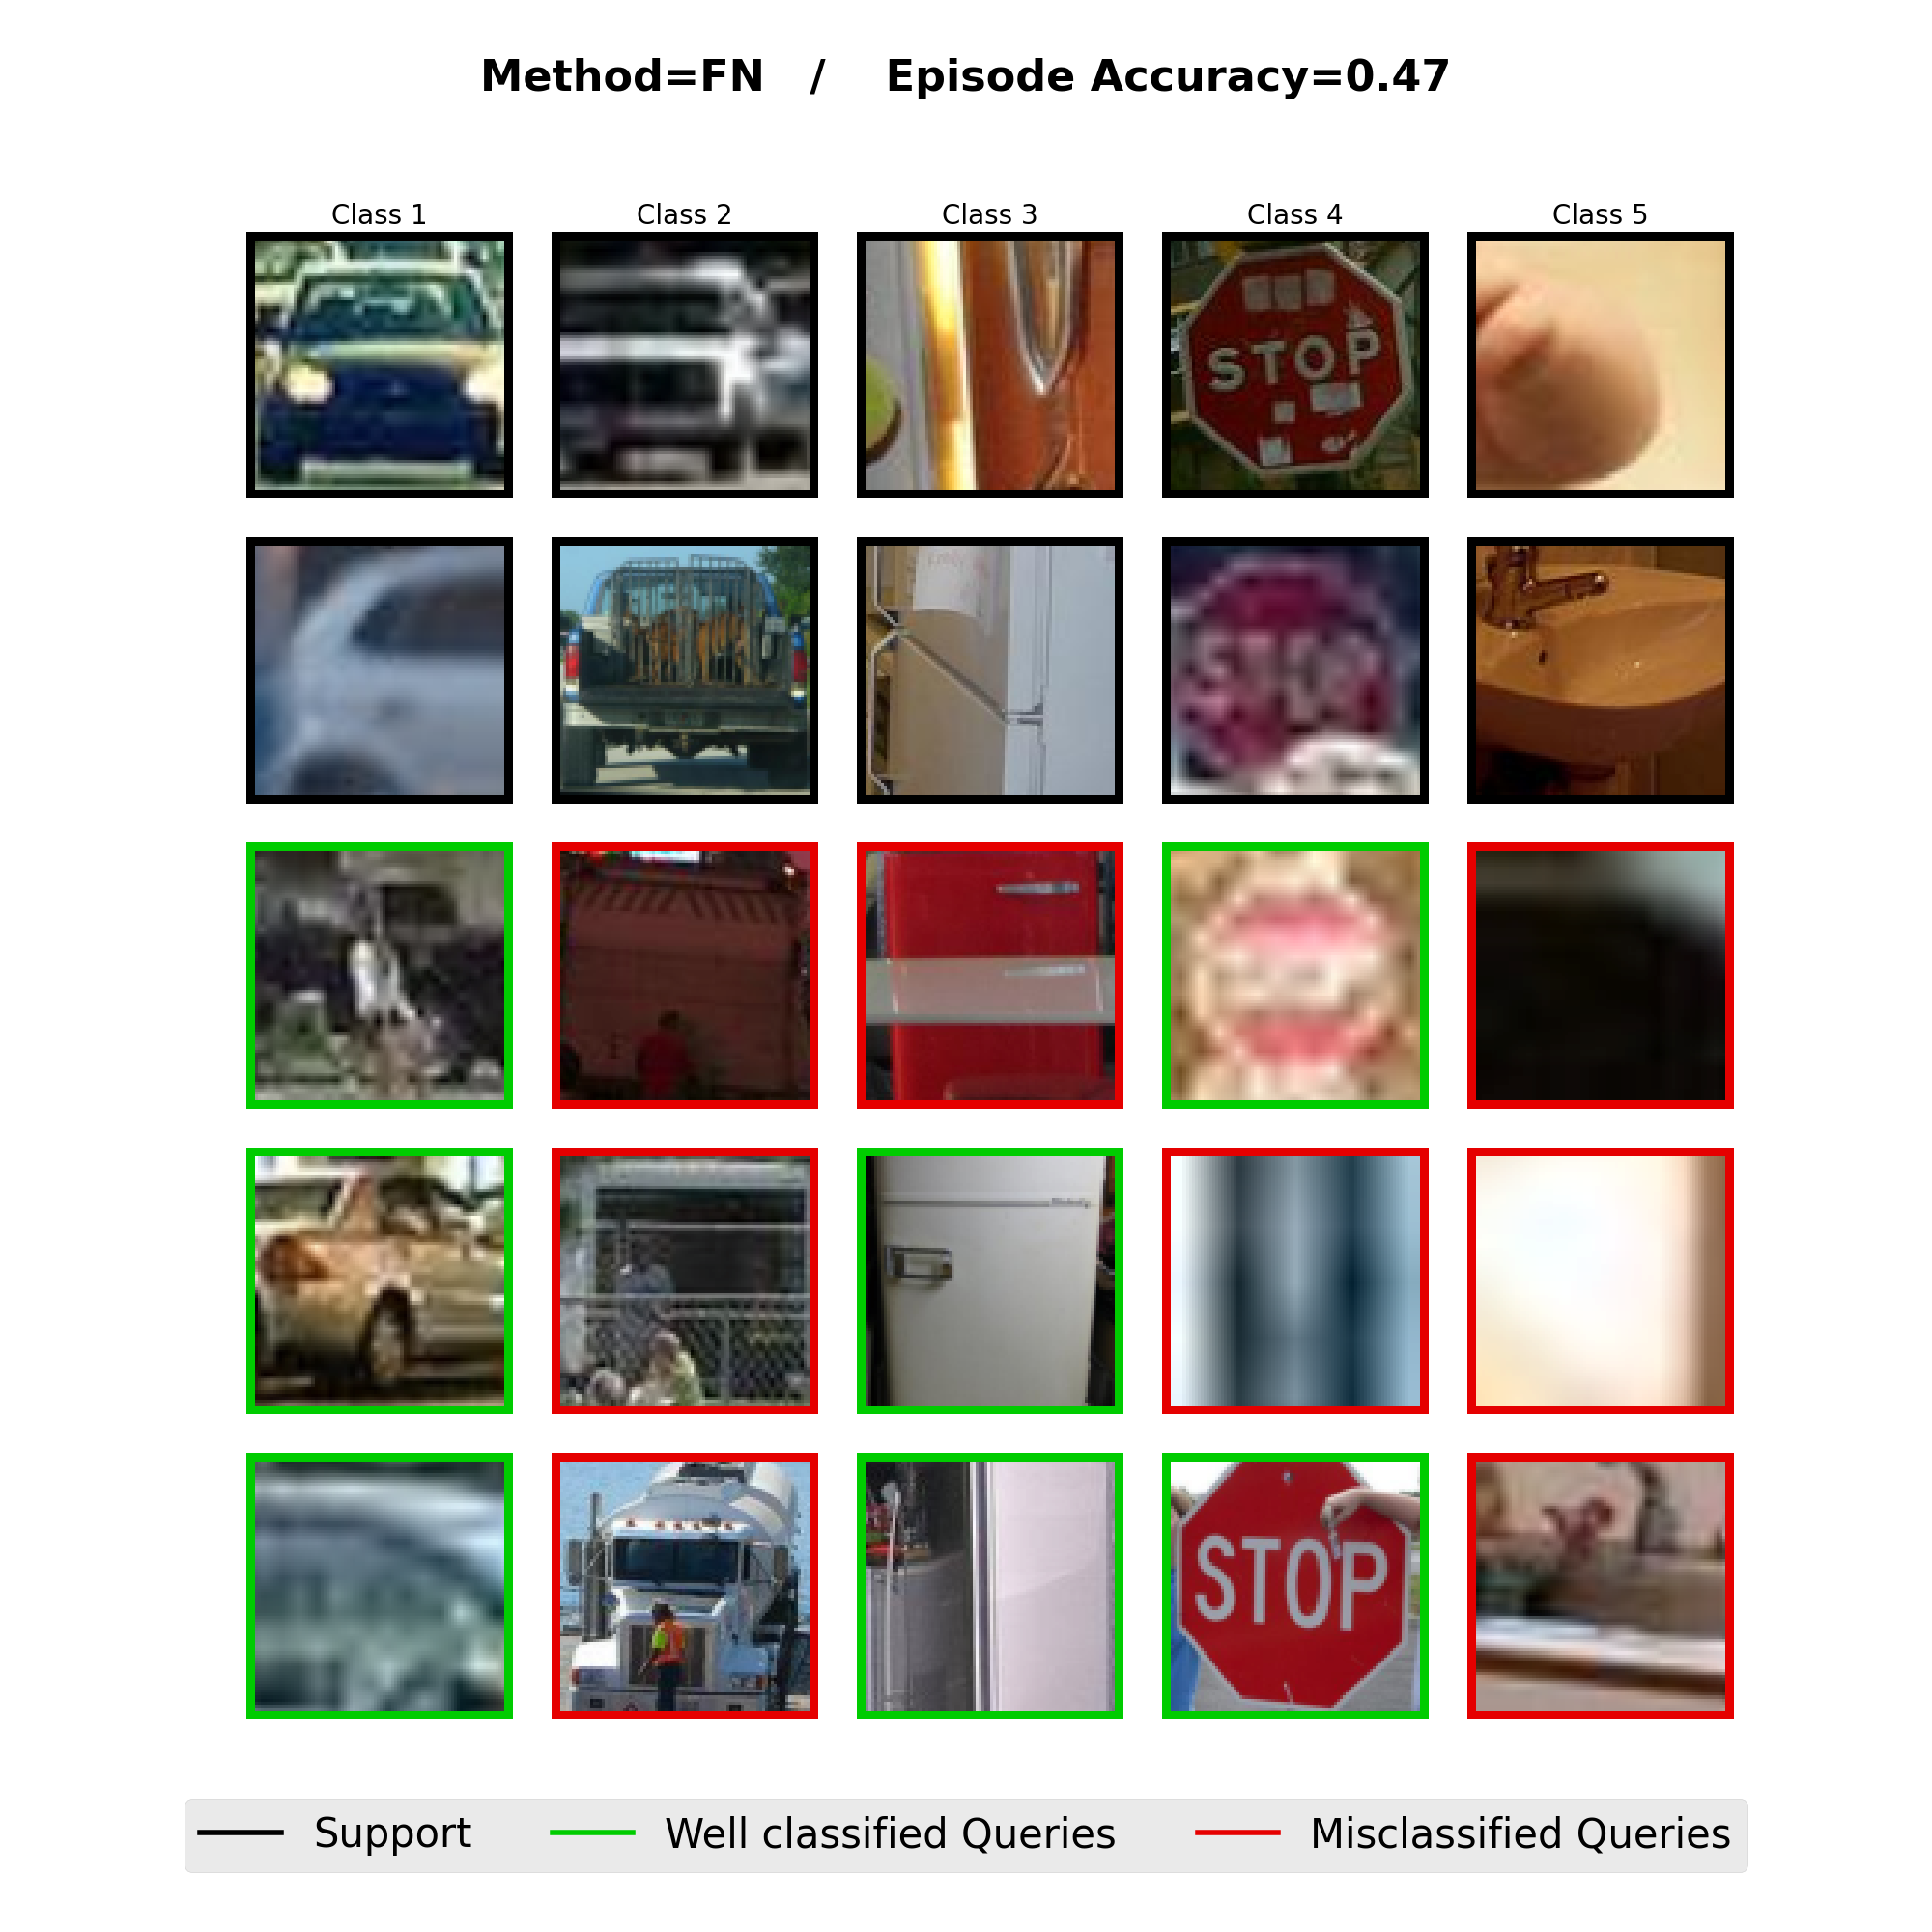 Method=FN / Episode Accuracy=0.47
Class 1 Class 2 Class 3 Class 4 Class 5
STOP
STOP
STOP
Support Well classified Queries Misclassified Queries